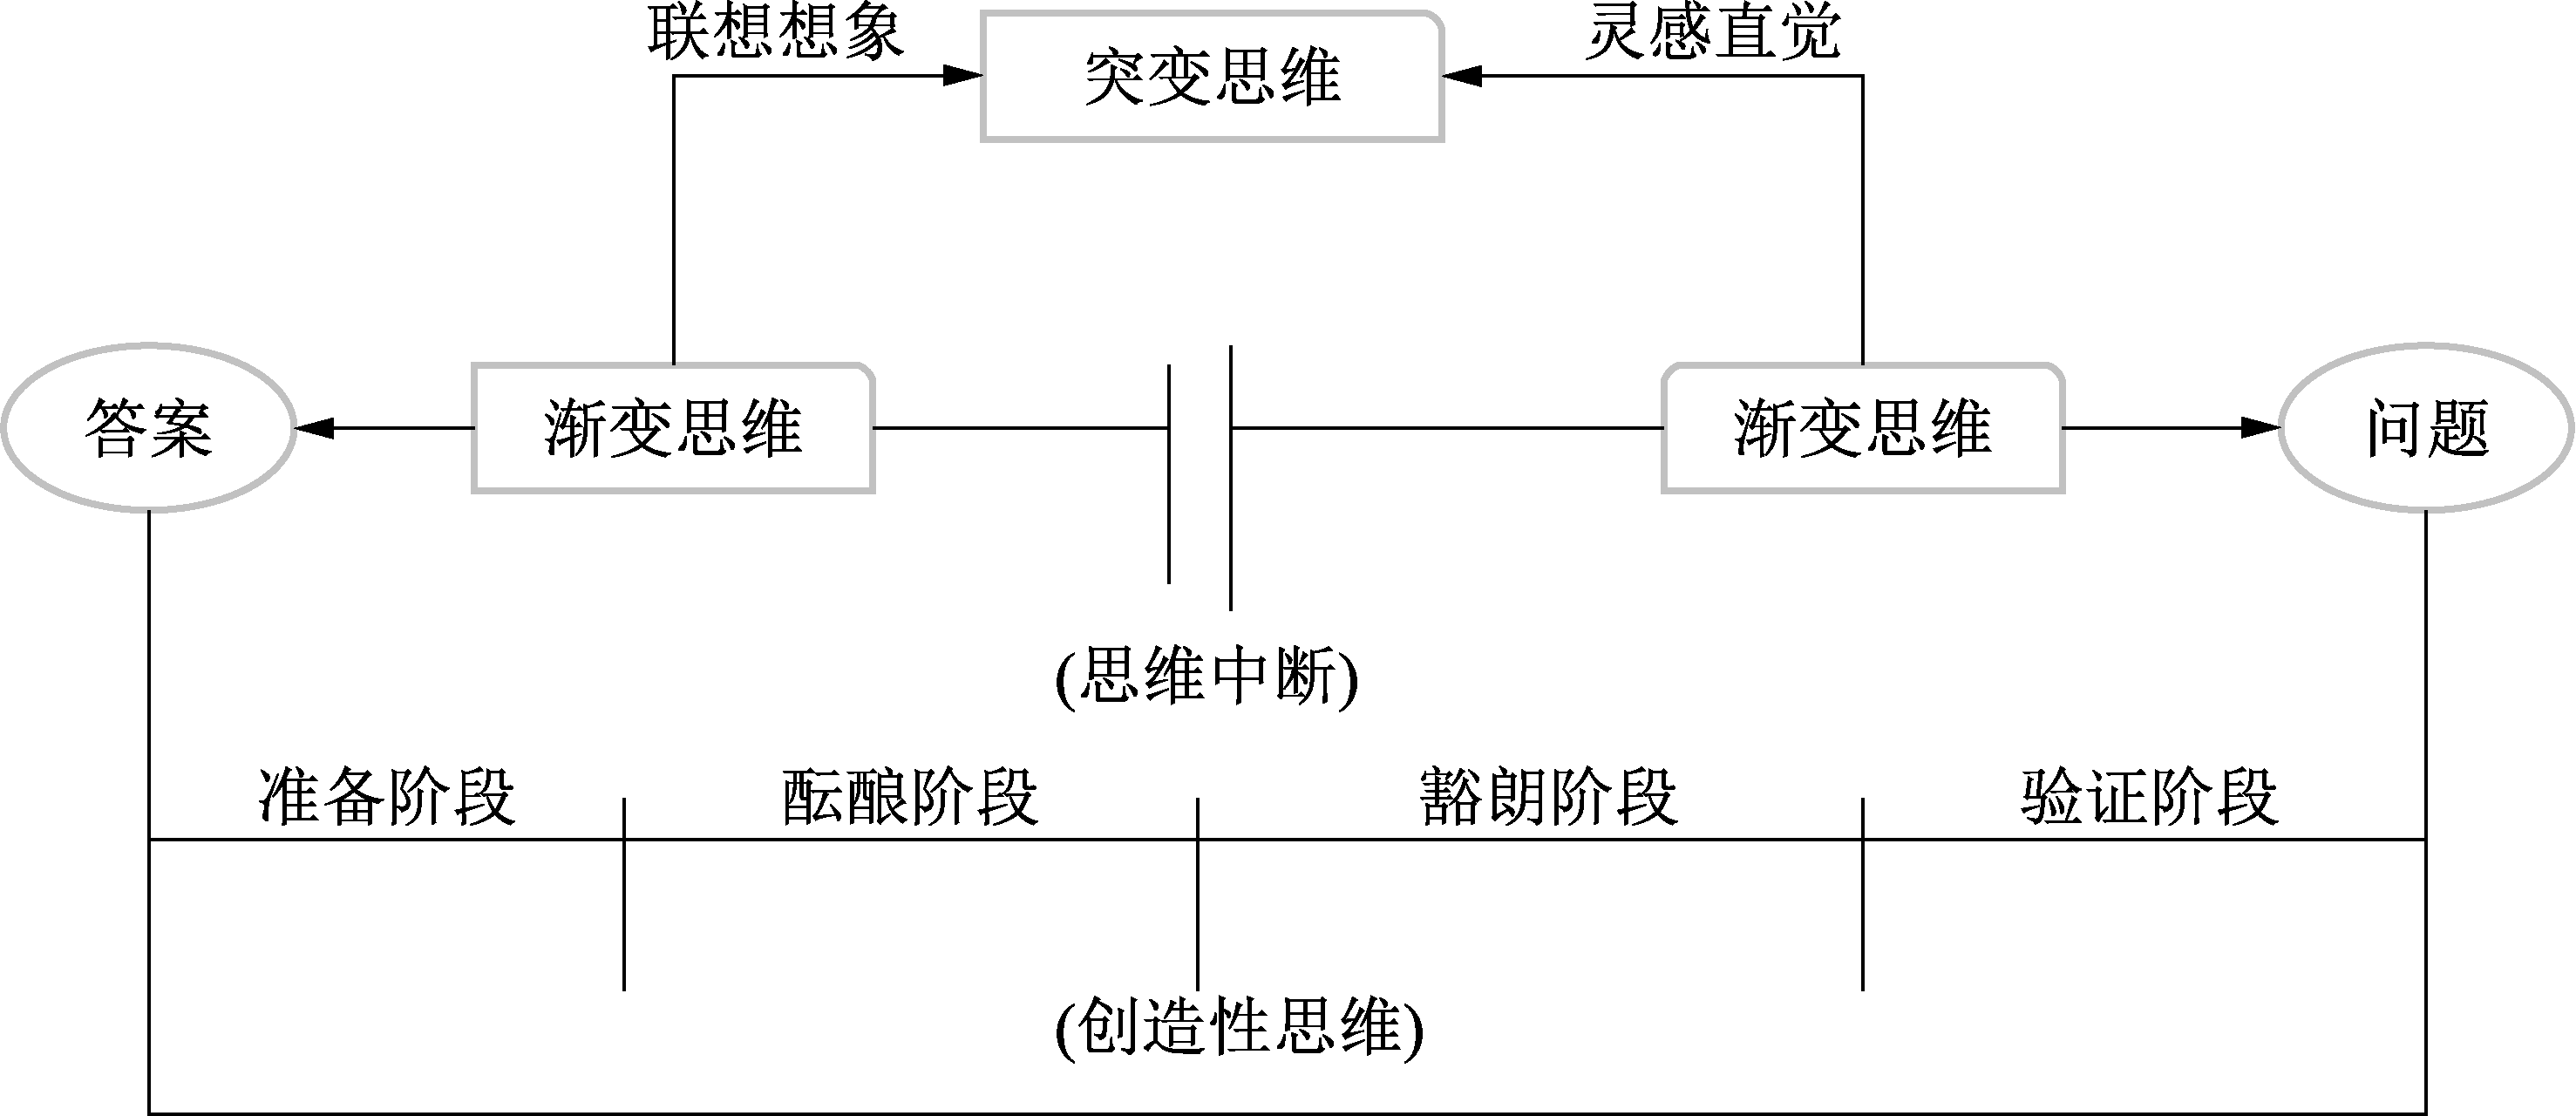 联想想象
灵感直觉
突变思维
答案
渐变思维
渐变思维
问题
(思维中断)
准备阶段
酝酿阶段
豁朗阶段
验证阶段
(创造性思维)